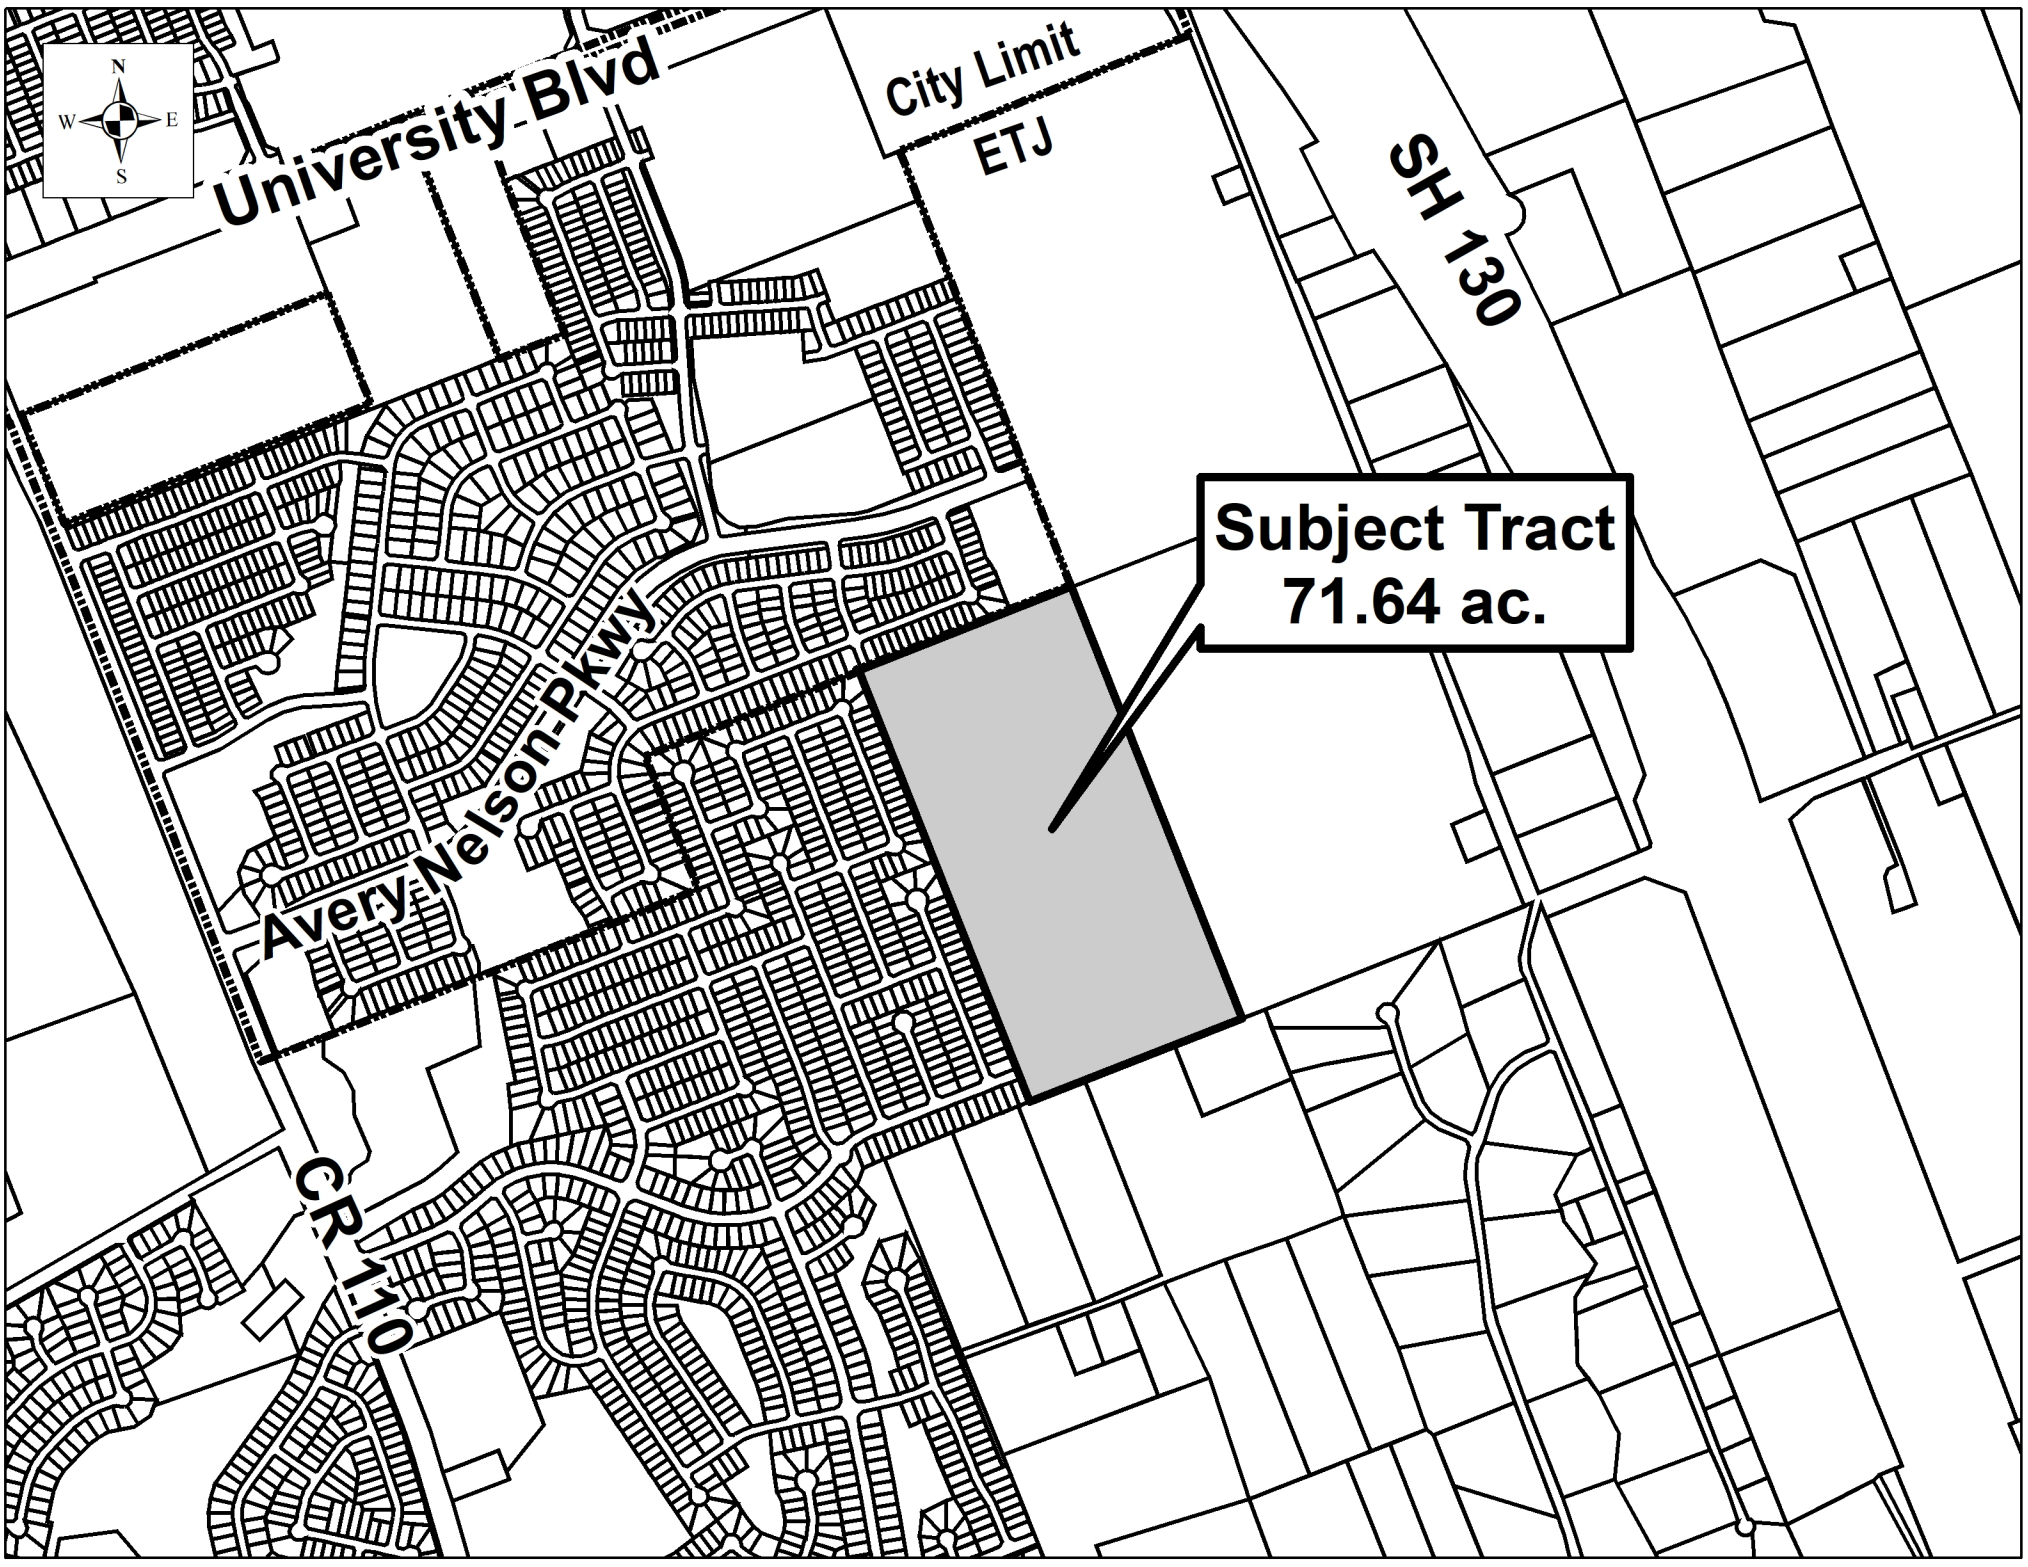 N
W E
S
University Blvd
City Limit
ETJ
SH 130
Subject Tract
71.64 ac.
Avery Nelson Pkwy
CR 110